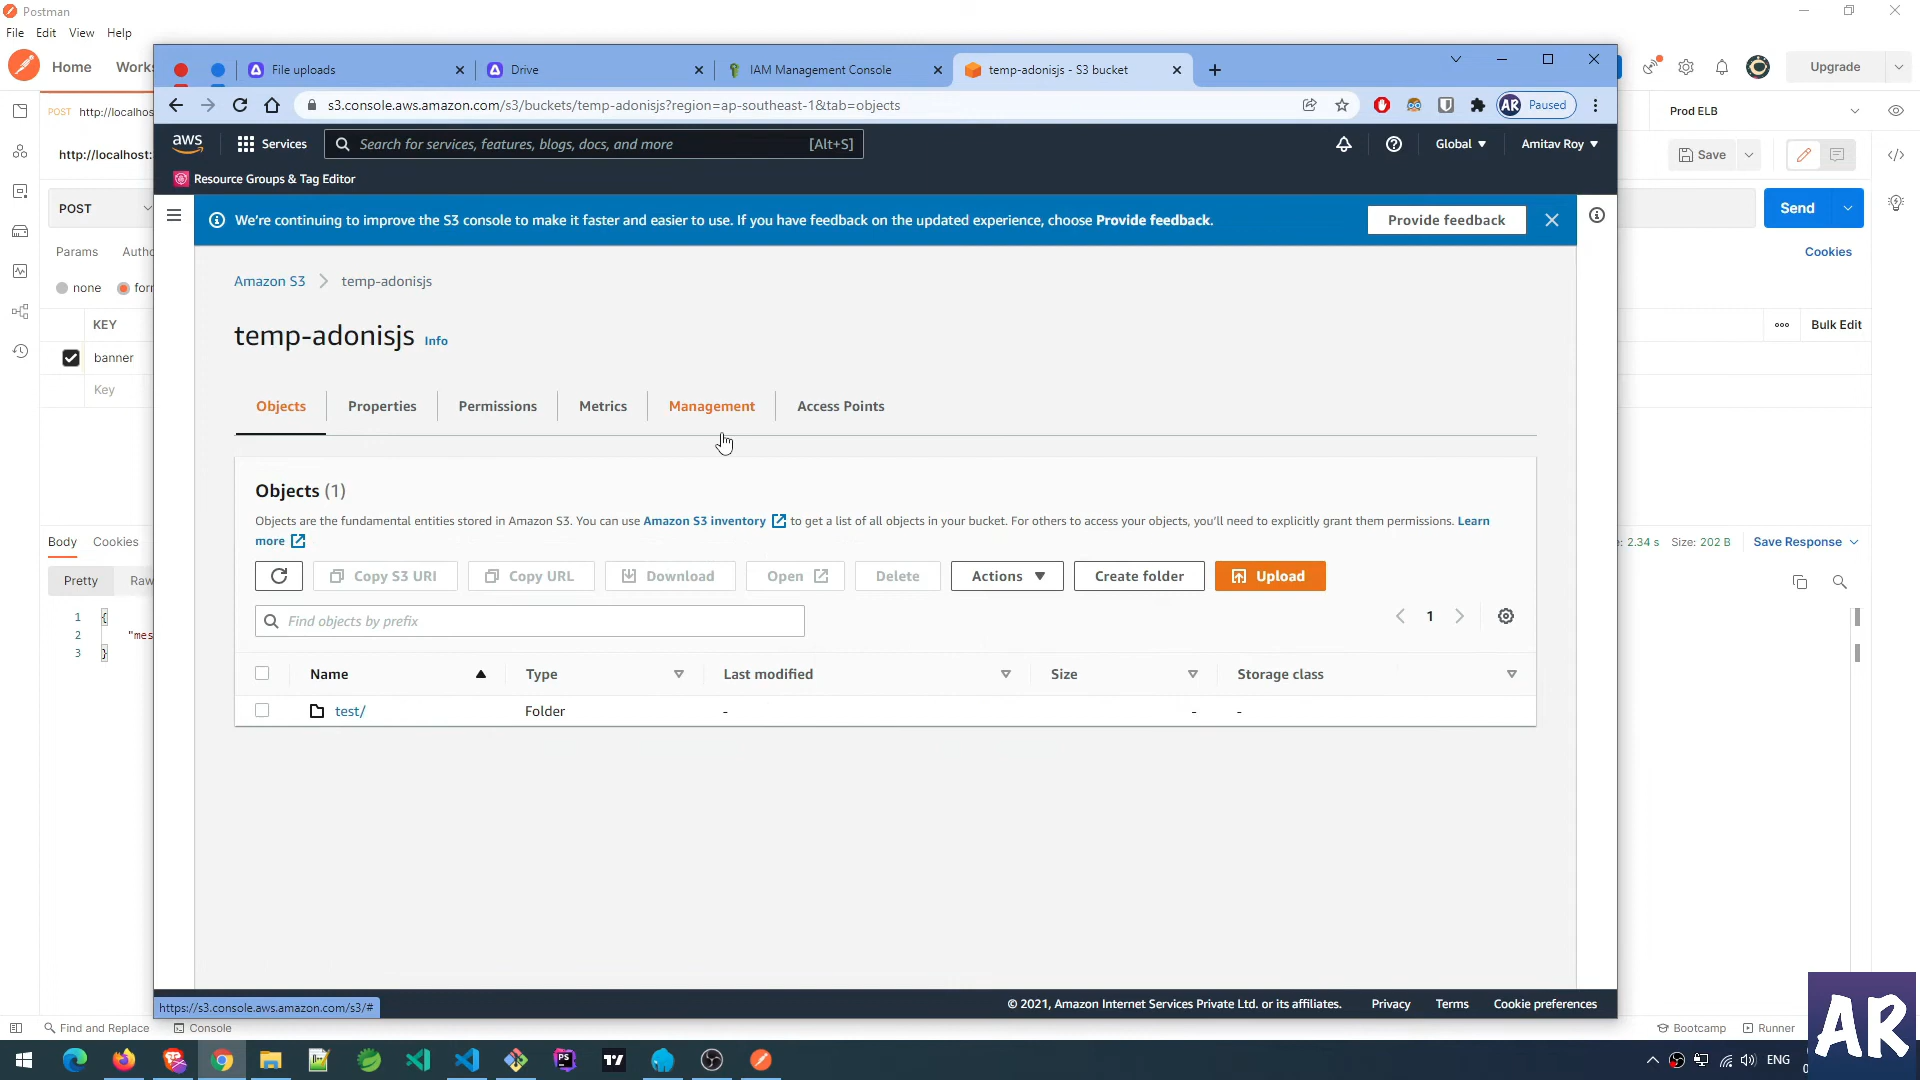 Postman
File Edit View Help
Home Works
Upgrade
POST http://localhos
Prod ELB
http://localhost:
Save
POST
Send
Params Autho
Cookies
none forr
KEY
Bulk Edit
banner
Key
Body Cookies
2.34 s Size: 202 B Save Response
Pretty Raw
1 {
2 "mes
3 }
File uploads
Drive
IAM Management Console
temp-adonisjs - S3 bucket
s3.console.aws.amazon.com/s3/buckets/temp-adonisjs?region=ap-southeast-1&tab=objects
AR Paused
aws Services
Search for services, features, blogs, docs, and more [Alt+S]
Global Amitav Roy
Resource Groups & Tag Editor
We're continuing to improve the S3 console to make it faster and easier to use. If you have feedback on the updated experience, choose Provide feedback.
Provide feedback
Amazon S3 temp-adonisjs
temp-adonisjs Info
Objects Properties Permissions Metrics Management Access Points
Objects (1)
Objects are the fundamental entities stored in Amazon S3. You can use Amazon S3 inventory to get a list of all objects in your bucket. For others to access your objects, you'll need to explicitly grant them permissions. Learn
more
Copy S3 URI Copy URL Download Open Delete Actions Create folder Upload
Find objects by prefix
1
Name Type Last modified Size Storage class
test/ Folder - - -
https://s3.console.aws.amazon.com/s3/#
© 2021, Amazon Internet Services Private Ltd. or its affiliates. Privacy Terms Cookie preferences
Find and Replace Console
Bootcamp Runner
PS
ENG
AR